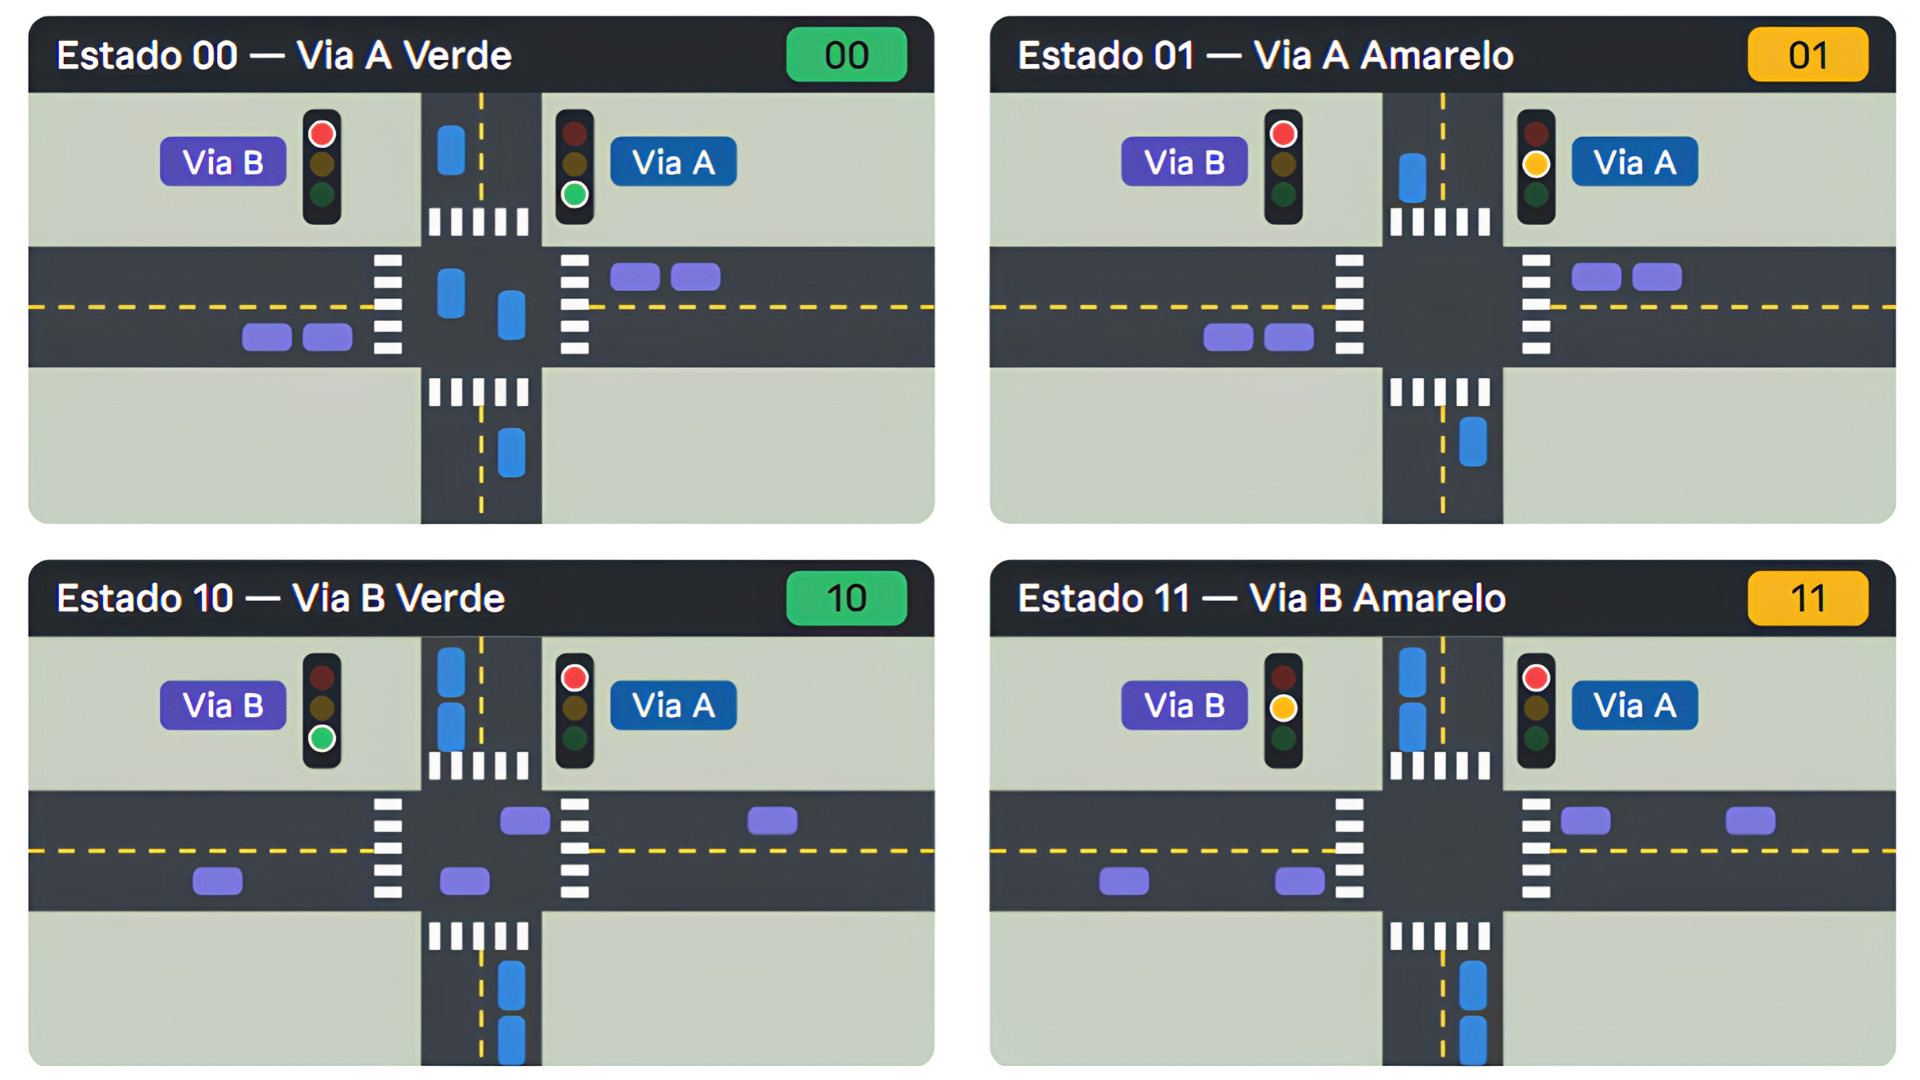 Estado 00 — Via A Verde
00
Via B
Via A
Estado 01 — Via A Amarelo
01
Via B
Via A
Estado 10 — Via B Verde
10
Via B
Via A
Estado 11 — Via B Amarelo
11
Via B
Via A